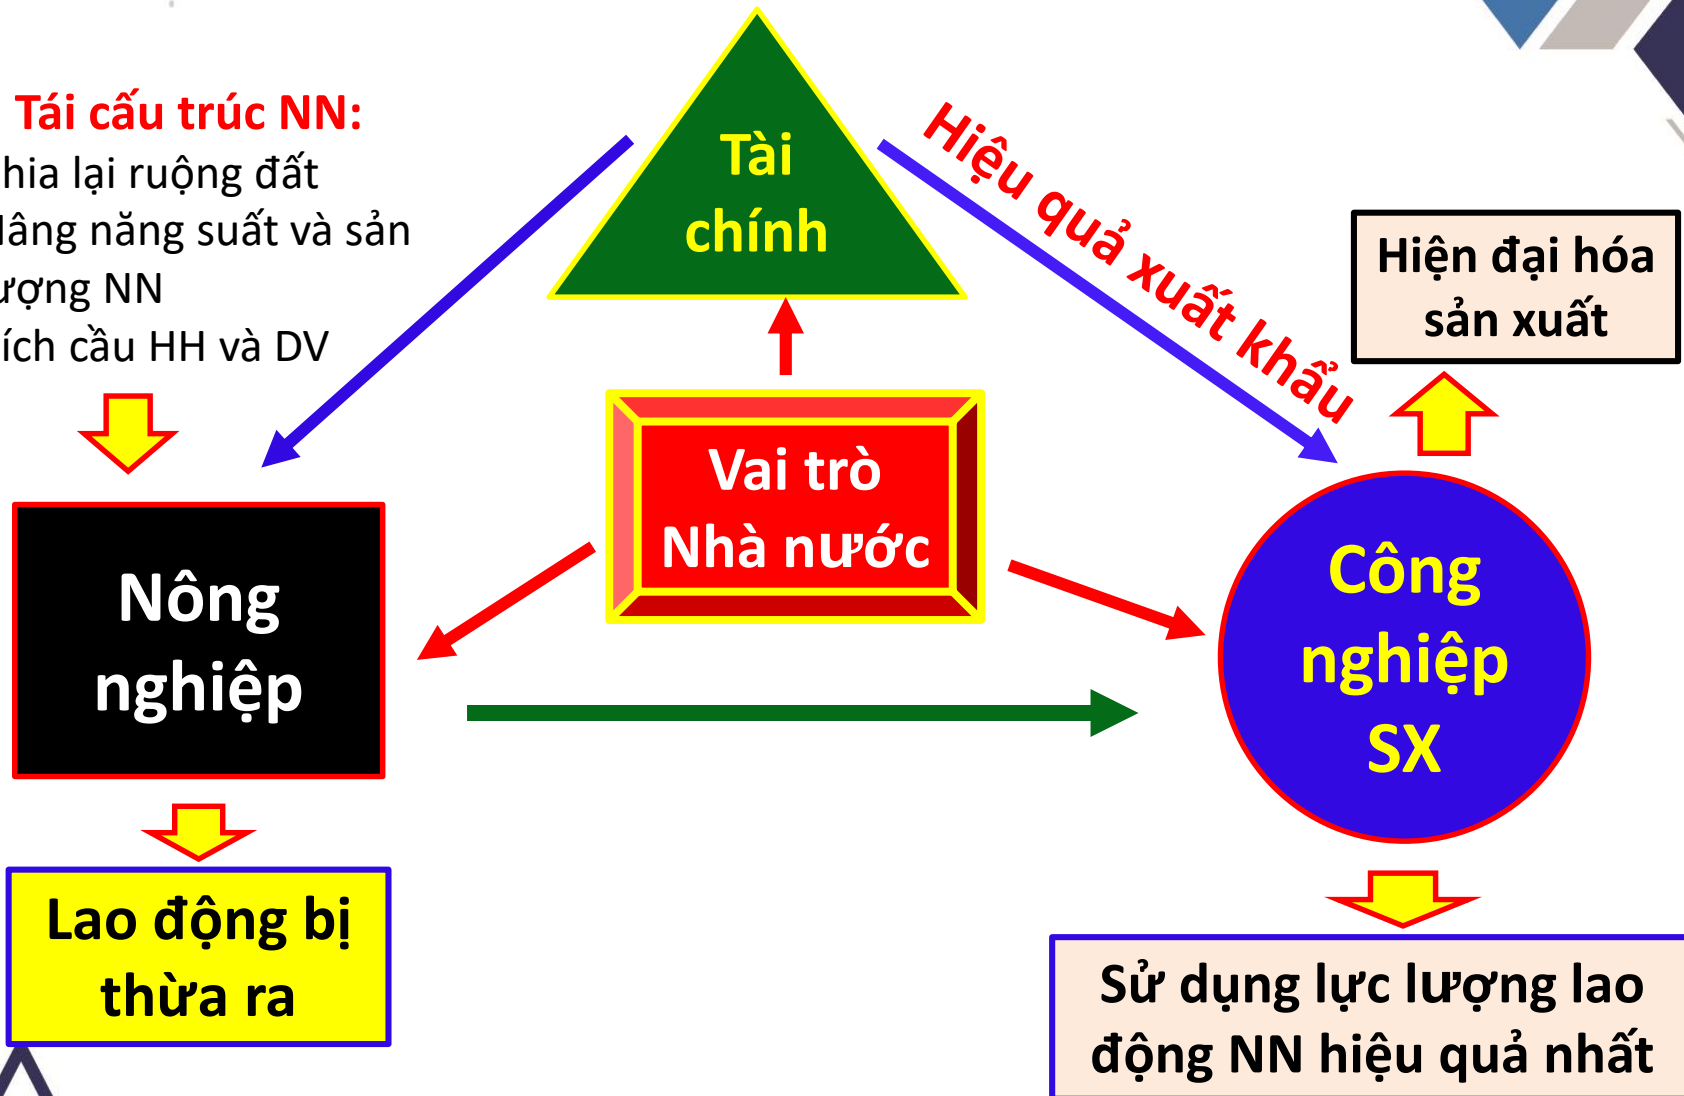 Tái cấu trúc NN:
hia lại ruộng đất
âng năng suất và sản
ượng NN
ích cầu HH và DV
Tài
chính
Hiệu quả xuất khẩu
Hiện đại hóa
sản xuất
Vai trò
Nhà nước
Nông
nghiệp
Công
nghiệp
SX
Lao động bị
thừa ra
Sử dụng lực lượng lao
động NN hiệu quả nhất